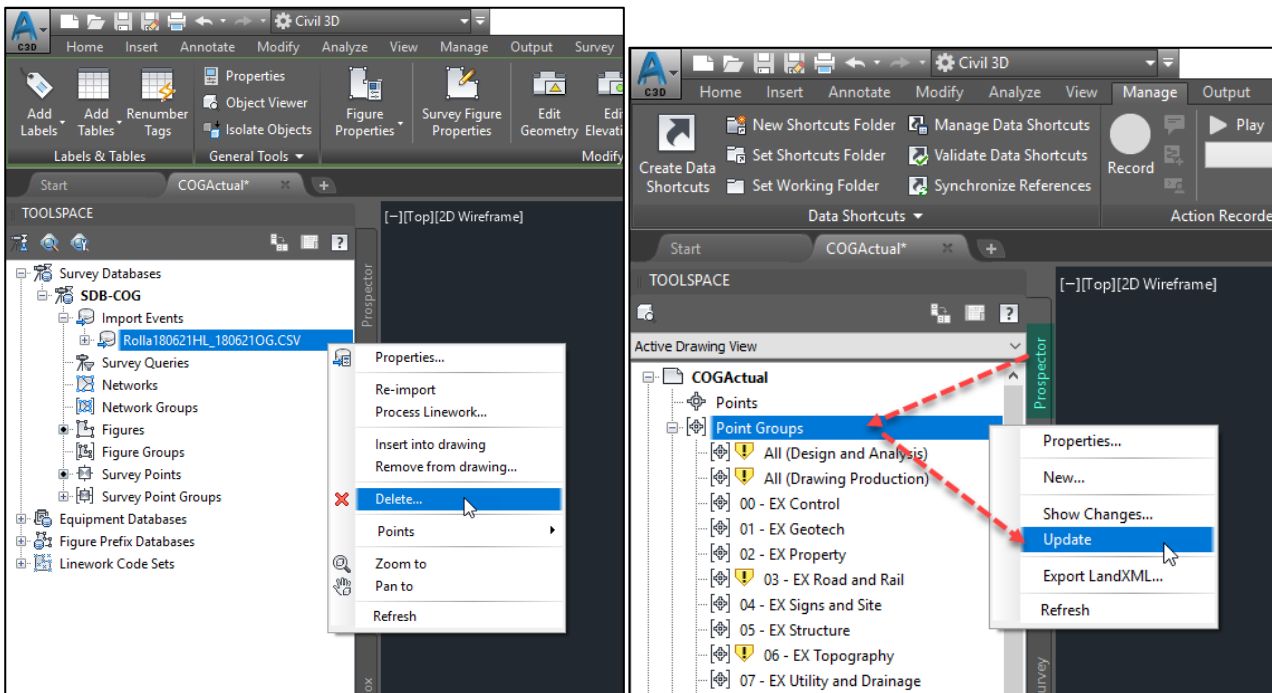 C3D
Civil 3D
Home Insert Annotate Modify Analyze View Manage Output Survey
Add Labels
Add Tables
Renumber Tags
Properties
Object Viewer
Isolate Objects
Figure Properties
Survey Figure Properties
Edit Geometry
Labels & Tables
General Tools
Modify
Start
COGActual*
TOOLSPACE
[−][Top][2D Wireframe]
Prospector
Survey Databases
SDB-COG
Import Events
Rolla180621HL_180621OG.CSV
Survey Queries
Networks
Network Groups
Figures
Figure Groups
Survey Points
Survey Point Groups
Equipment Databases
Figure Prefix Databases
Linework Code Sets
Properties...
Re-import
Process Linework...
Insert into drawing
Remove from drawing...
Delete...
Points
Zoom to
Pan to
Refresh
C3D
Civil 3D
Home Insert Annotate Modify Analyze View Manage Output
Create Data Shortcuts
New Shortcuts Folder
Set Shortcuts Folder
Set Working Folder
Manage Data Shortcuts
Validate Data Shortcuts
Synchronize References
Record
Play
Data Shortcuts
Action Recorde
Start
COGActual*
TOOLSPACE
[−][Top][2D Wireframe]
Active Drawing View
Prospector
COGActual
Points
Point Groups
All (Design and Analysis)
All (Drawing Production)
00 - EX Control
01 - EX Geotech
02 - EX Property
03 - EX Road and Rail
04 - EX Signs and Site
05 - EX Structure
06 - EX Topography
07 - EX Utility and Drainage
Properties...
New...
Show Changes...
Update
Export LandXML...
Refresh